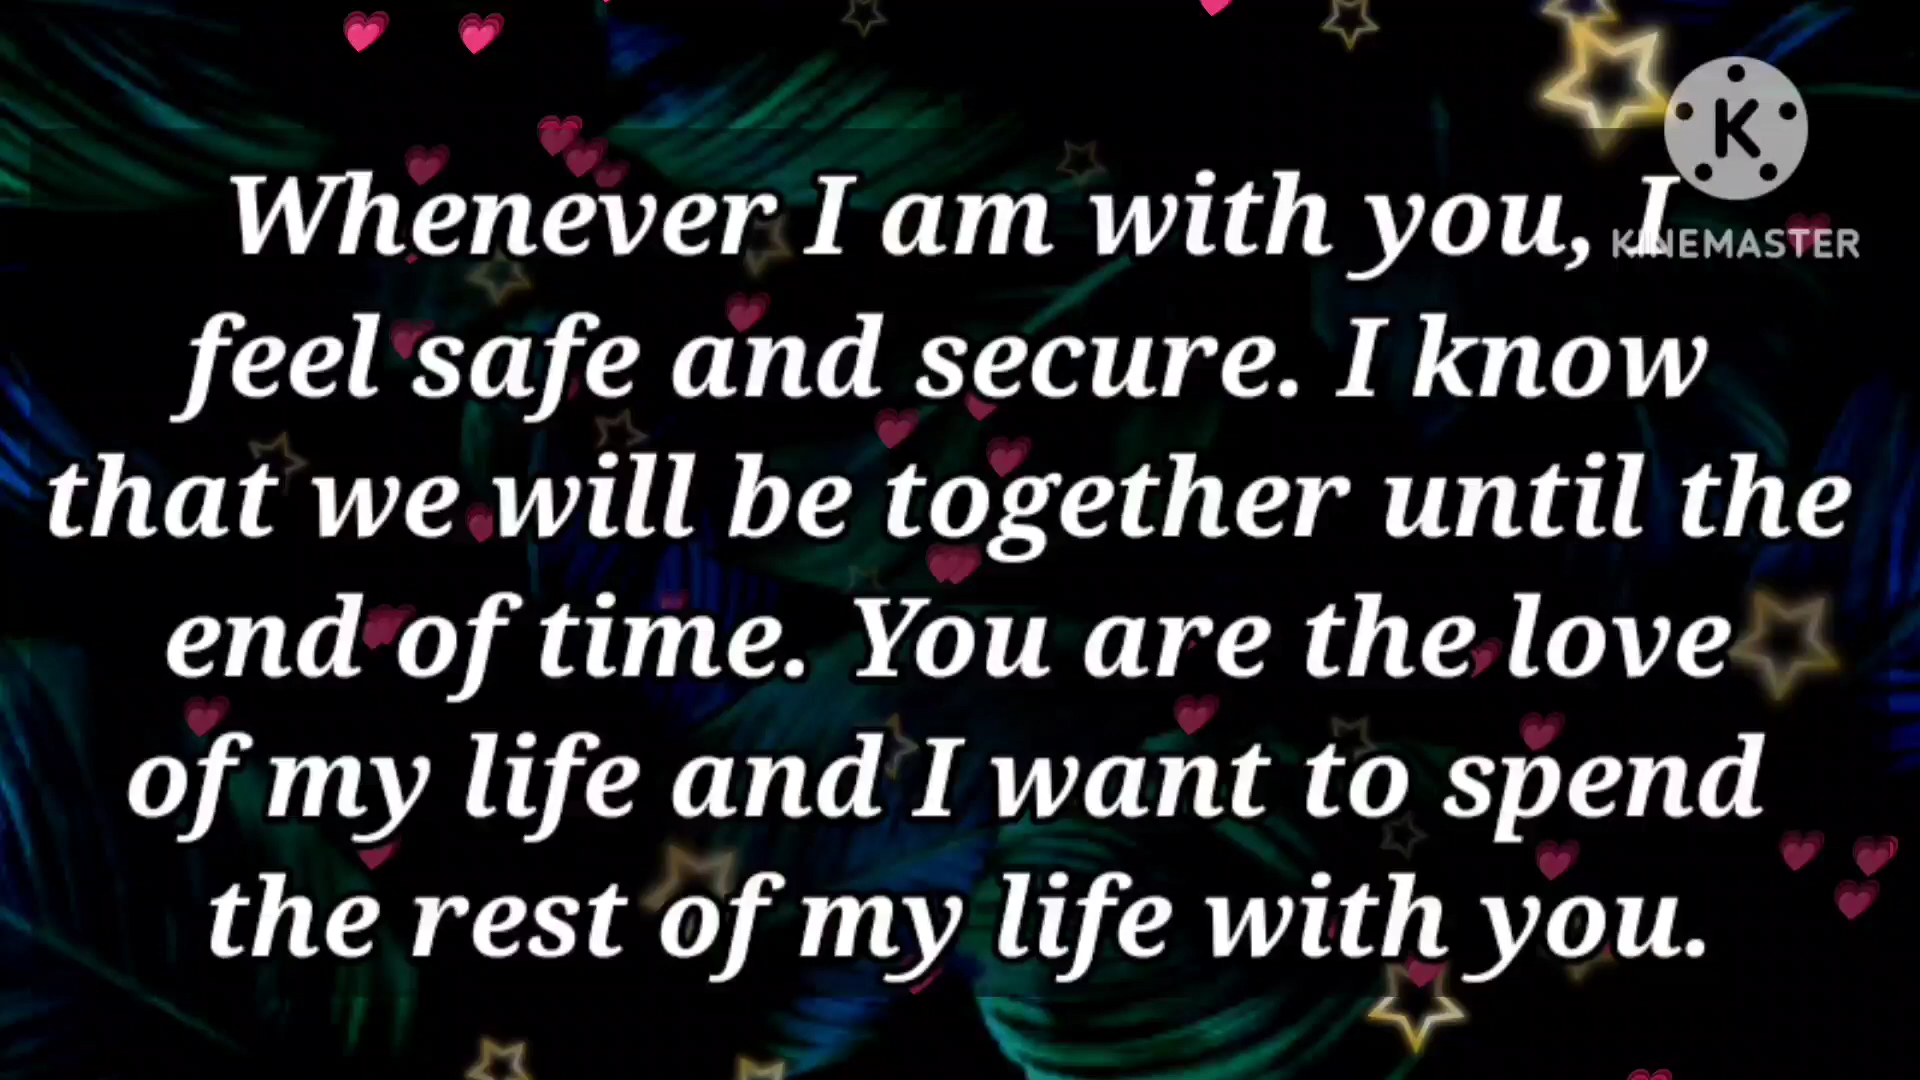 Whenever I am with you, I
KINEMASTER
feel safe and secure. I know
that we will be together until the
end of time. You are the love
of my life and I want to spend
the rest of my life with you.